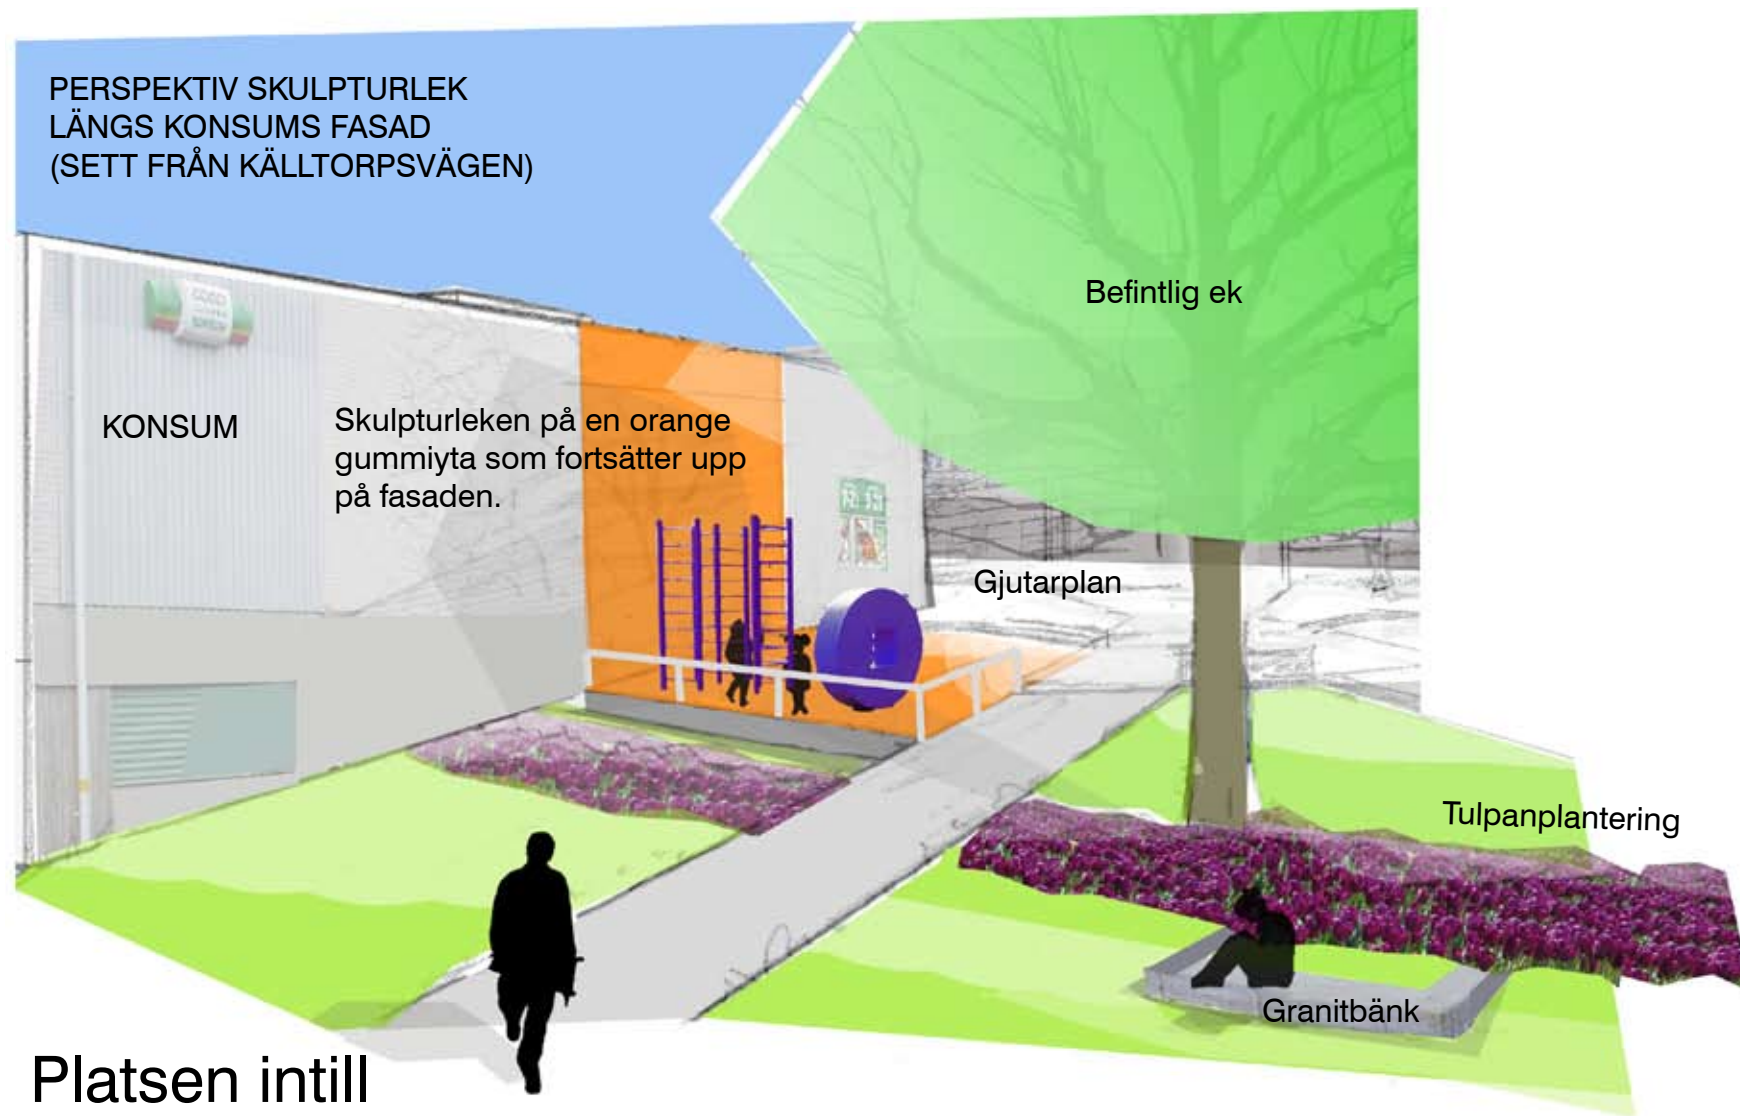 PERSPEKTIV SKULPTURLEK
LÄNGS KONSUMS FASAD
(SETT FRÅN KÄLLTORPSVÄGEN)
Befintlig ek
KONSUM
Skulpturleken på en orange
gummiyta som fortsätter upp
på fasaden.
Gjutarplan
Tulpanplantering
Granitbänk
Platsen intill